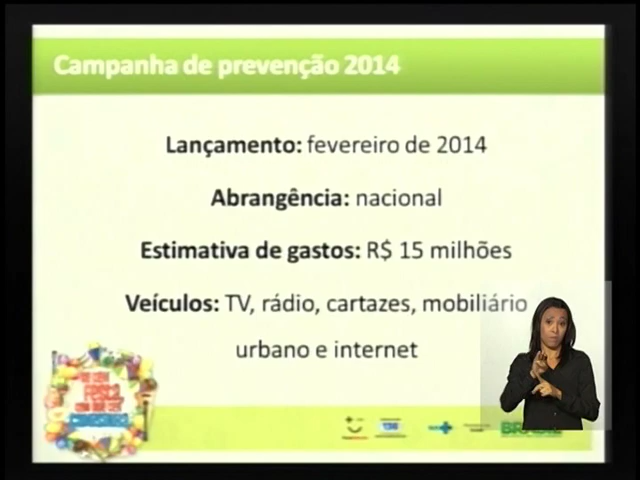 Campanha de prevenção 2014
Lançamento: fevereiro de 2014
Abrangência: nacional
Estimativa de gastos: R$ 15 milhões
Veículos: TV, rádio, cartazes, mobiliário
urbano e internet
BRASIL